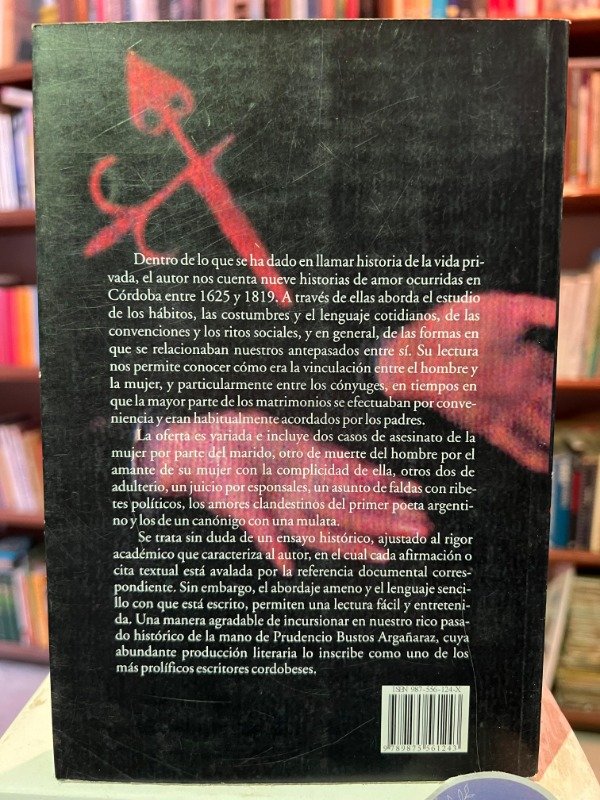 Dentro de lo que se ha dado en llamar historia de la vida pri-
vada, el autor nos cuenta nueve historias de amor ocurridas en
Córdoba entre 1625 y 1819. A través de ellas aborda el estudio
de los hábitos, las costumbres y el lenguaje cotidianos, de las
convenciones y los ritos sociales, y en general, de las formas en
que se relacionaban nuestros antepasados entre sí. Su lectura
nos permite conocer cómo era la vinculación entre el hombre y
la mujer, y particularmente entre los cónyuges, en tiempos en
que la mayor parte de los matrimonios se efectuaban por conve-
niencia y eran habitualmente acordados por los padres.
La oferta es variada e incluye dos casos de asesinato de la
mujer por parte del marido, otro de muerte del hombre por el
amante de su mujer con la complicidad de ella, otros dos de
adulterio, un juicio por esponsales, un asunto de faldas con ribe-
tes políticos, los amores clandestinos del primer poeta argenti-
no y los de un canónigo con una mulata.
Se trata sin duda de un ensayo histórico, ajustado al rigor
académico que caracteriza al autor, en el cual cada afirmación o
cita textual está avalada por la referencia documental corres-
pondiente. Sin embargo, el abordaje ameno y el lenguaje senci-
llo con que está escrito, permiten una lectura fácil y entreteni-
da. Una manera agradable de incursionar en nuestro rico pasa-
do histórico de la mano de Prudencio Bustos Argañaraz, cuya
abundante producción literaria lo inscribe como uno de los
más prolíficos escritores cordobeses.
ISBN 987-556-124-X
9789875561243